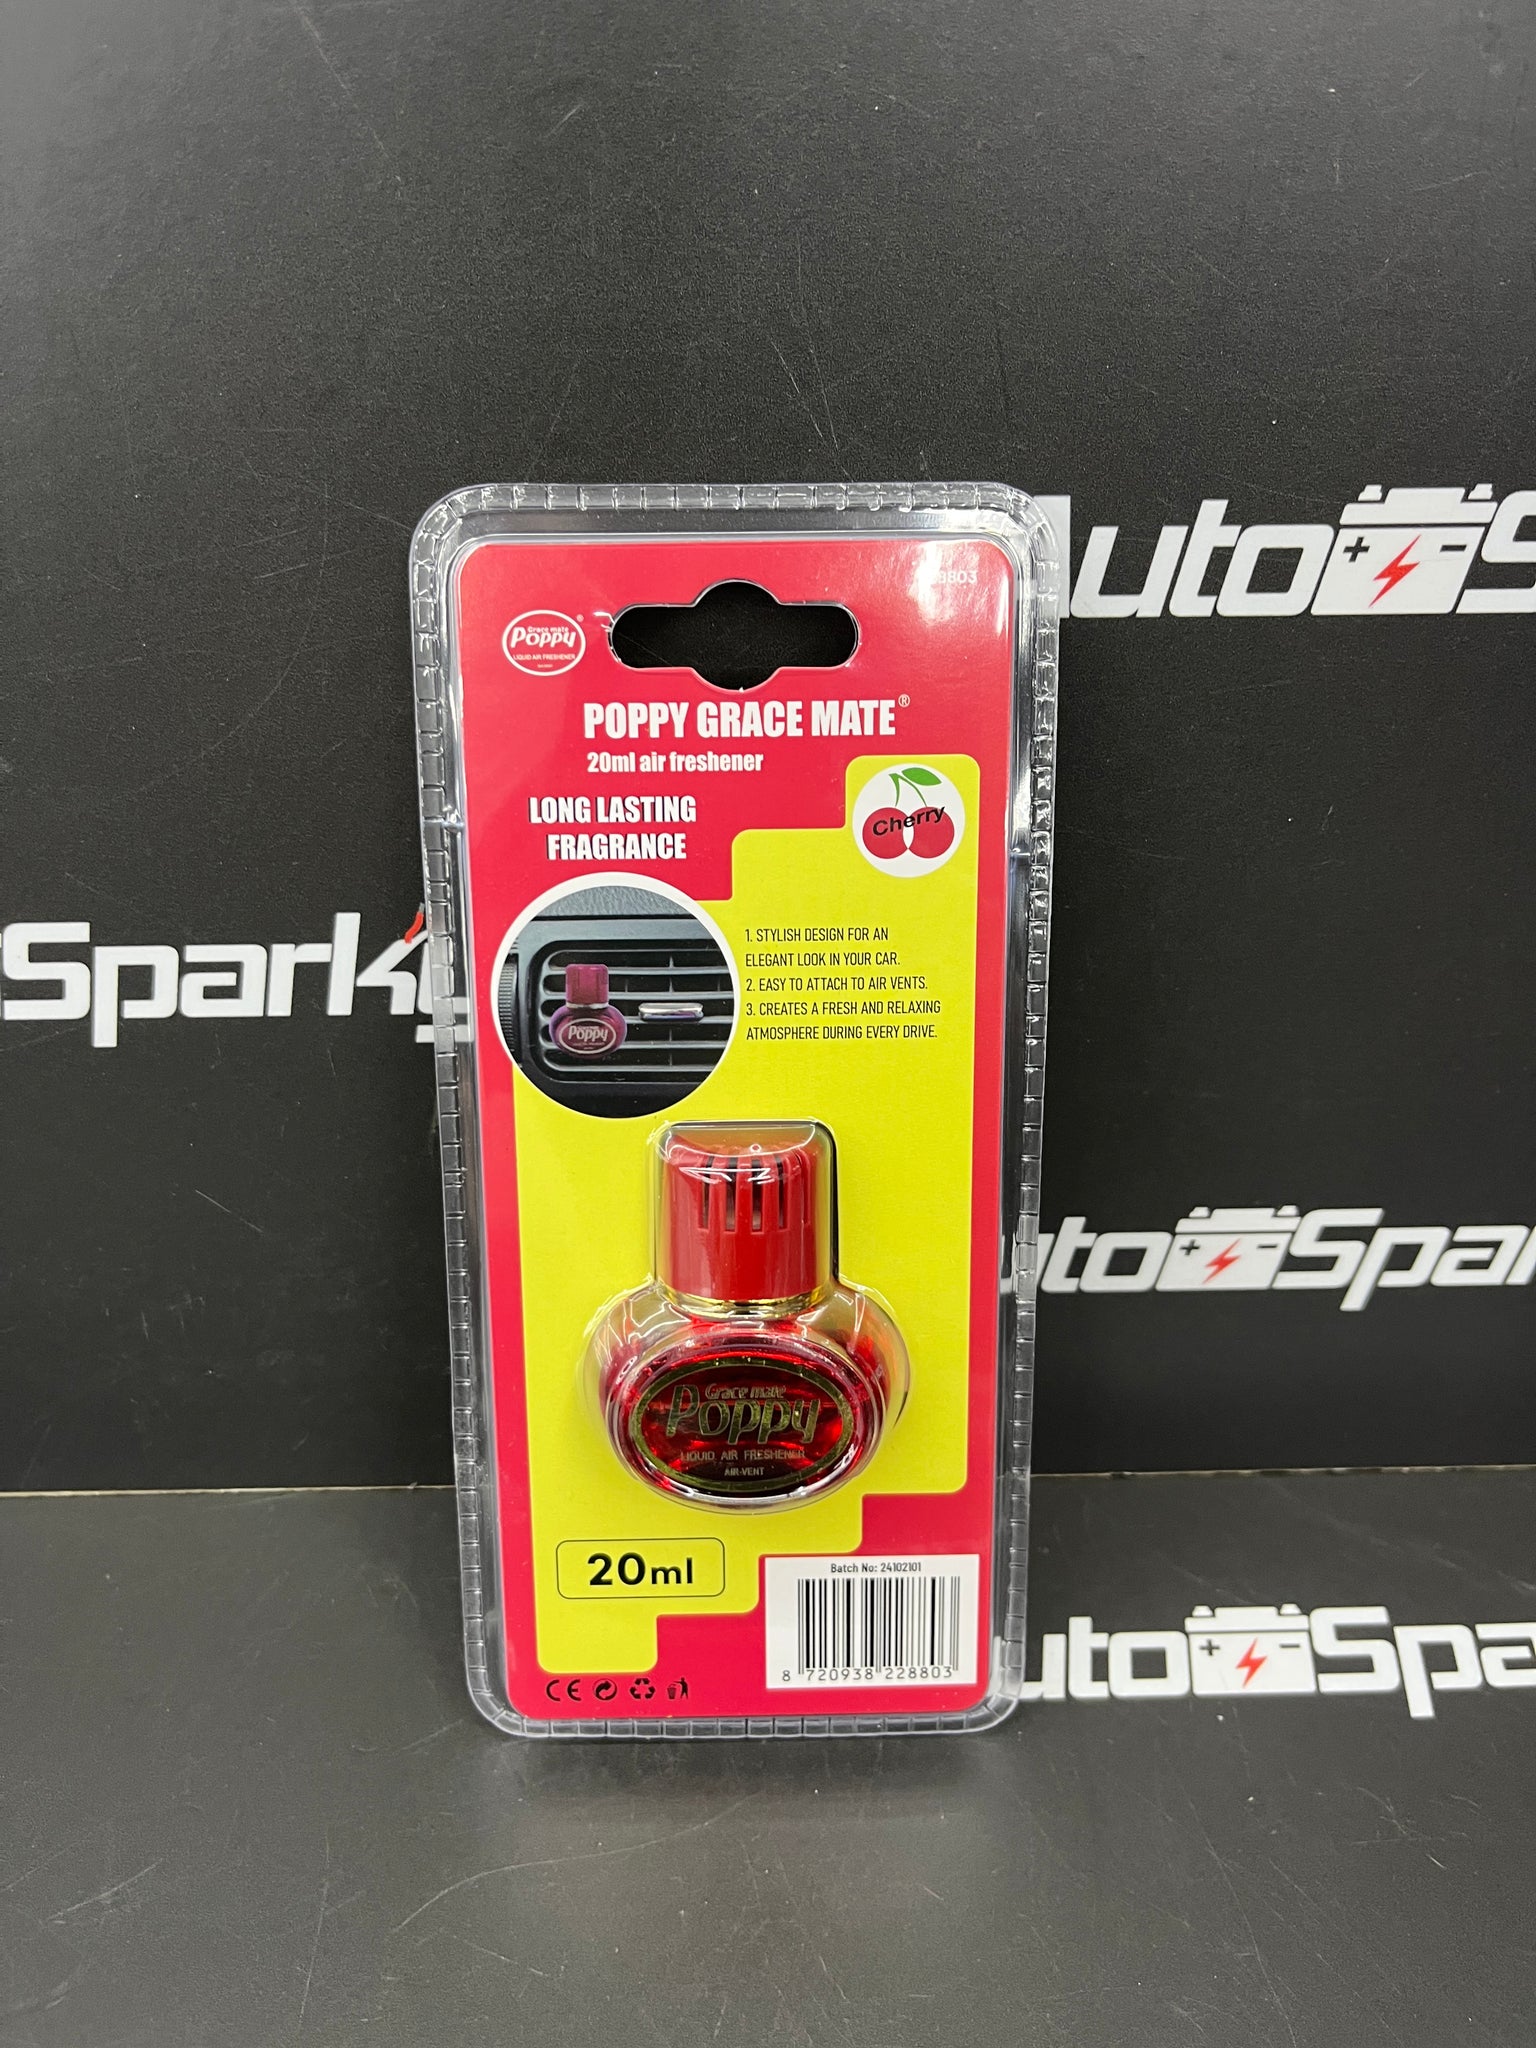 Auto
Grace mate
POPPY®
LIQUID AIR FRESHENER
POPPY GRACE MATE®
20ml air freshener
LONG LASTING
FRAGRANCE
Cherry
1. STYLISH DESIGN FOR AN
ELEGANT LOOK IN YOUR CAR.
2. EASY TO ATTACH TO AIR VENTS.
3. CREATES A FRESH AND RELAXING
ATMOSPHERE DURING EVERY DRIVE.
Poppy
Spark
Grace mate
Poppy
LIQUID AIR FRESHENER
AIR-VENT
20ml
Batch No: 24102101
8 720938 228803
CE